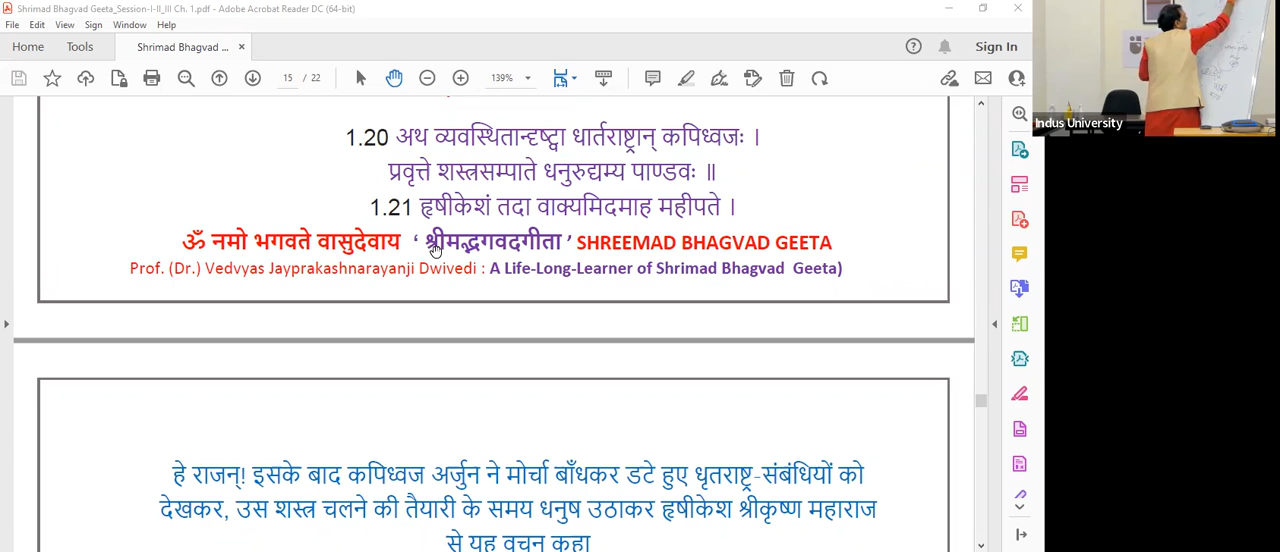 Shrimad Bhagvad Geeta_Session-I-II_III Ch. 1.pdf - Adobe Acrobat Reader DC (64-bit)
File Edit View Sign Window Help
Home Tools Shrimad Bhagvad ... × Sign In
15 / 22 139%
Indus University
1.20 अथ व्यवस्थितान्दृष्ट्वा धार्तराष्ट्रान् कपिध्वजः ।
प्रवृत्ते शस्त्रसम्पाते धनुरुद्यम्य पाण्डवः ॥
1.21 हृषीकेशं तदा वाक्यमिदमाह महीपते ।
ॐ नमो भगवते वासुदेवाय ‘ श्रीमद्भगवदगीता ’ SHREEMAD BHAGVAD GEETA
Prof. (Dr.) Vedvyas Jayprakashnarayanji Dwivedi : A Life-Long-Learner of Shrimad Bhagvad Geeta)
हे राजन्! इसके बाद कपिध्वज अर्जुन ने मोर्चा बाँधकर डटे हुए धृतराष्ट्र-संबंधियों को
देखकर, उस शस्त्र चलने की तैयारी के समय धनुष उठाकर हृषीकेश श्रीकृष्ण महाराज
से यह वचन कहा